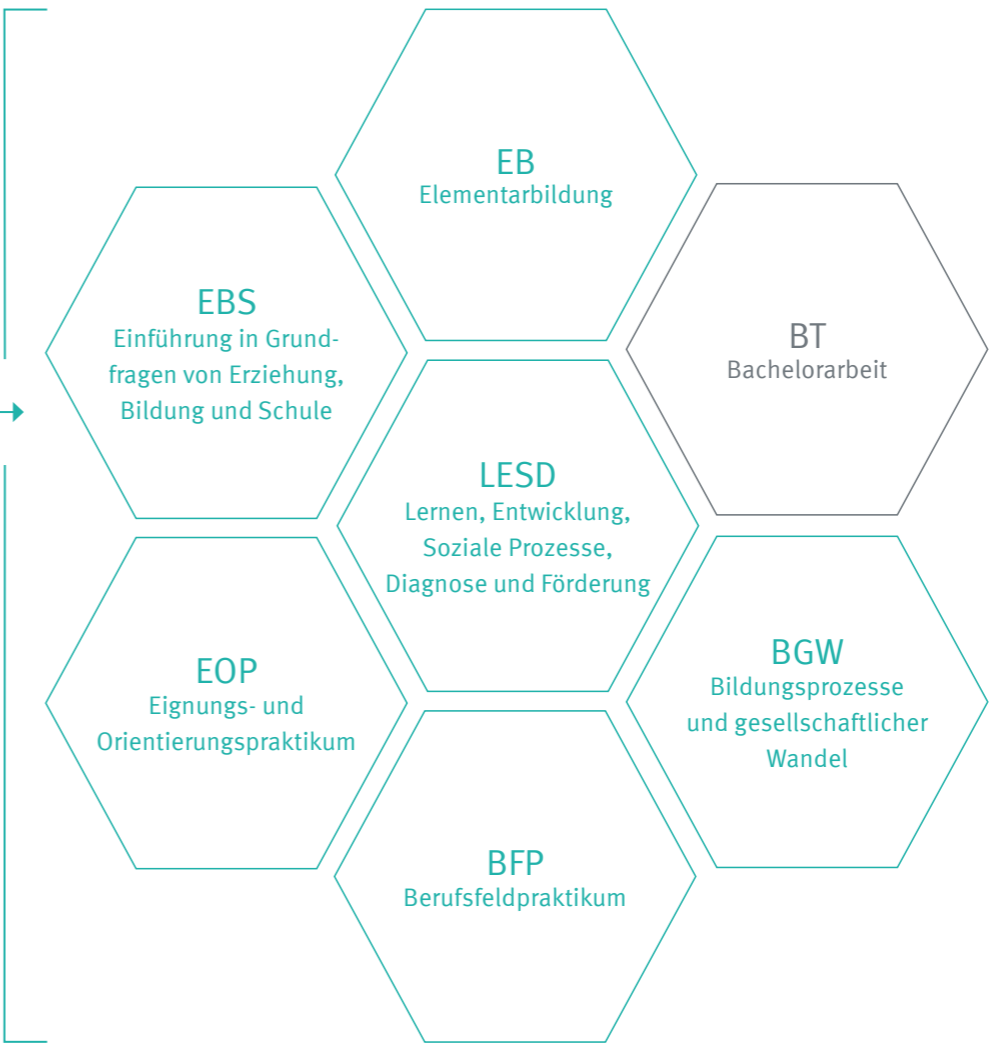 EB
Elementarbildung
EBS
Einführung in Grund-
fragen von Erziehung,
Bildung und Schule
BT
Bachelorarbeit
LESD
Lernen, Entwicklung,
Soziale Prozesse,
Diagnose und Förderung
EOP
Eignungs- und
Orientierungspraktikum
BGW
Bildungsprozesse
und gesellschaftlicher
Wandel
BFP
Berufsfeldpraktikum